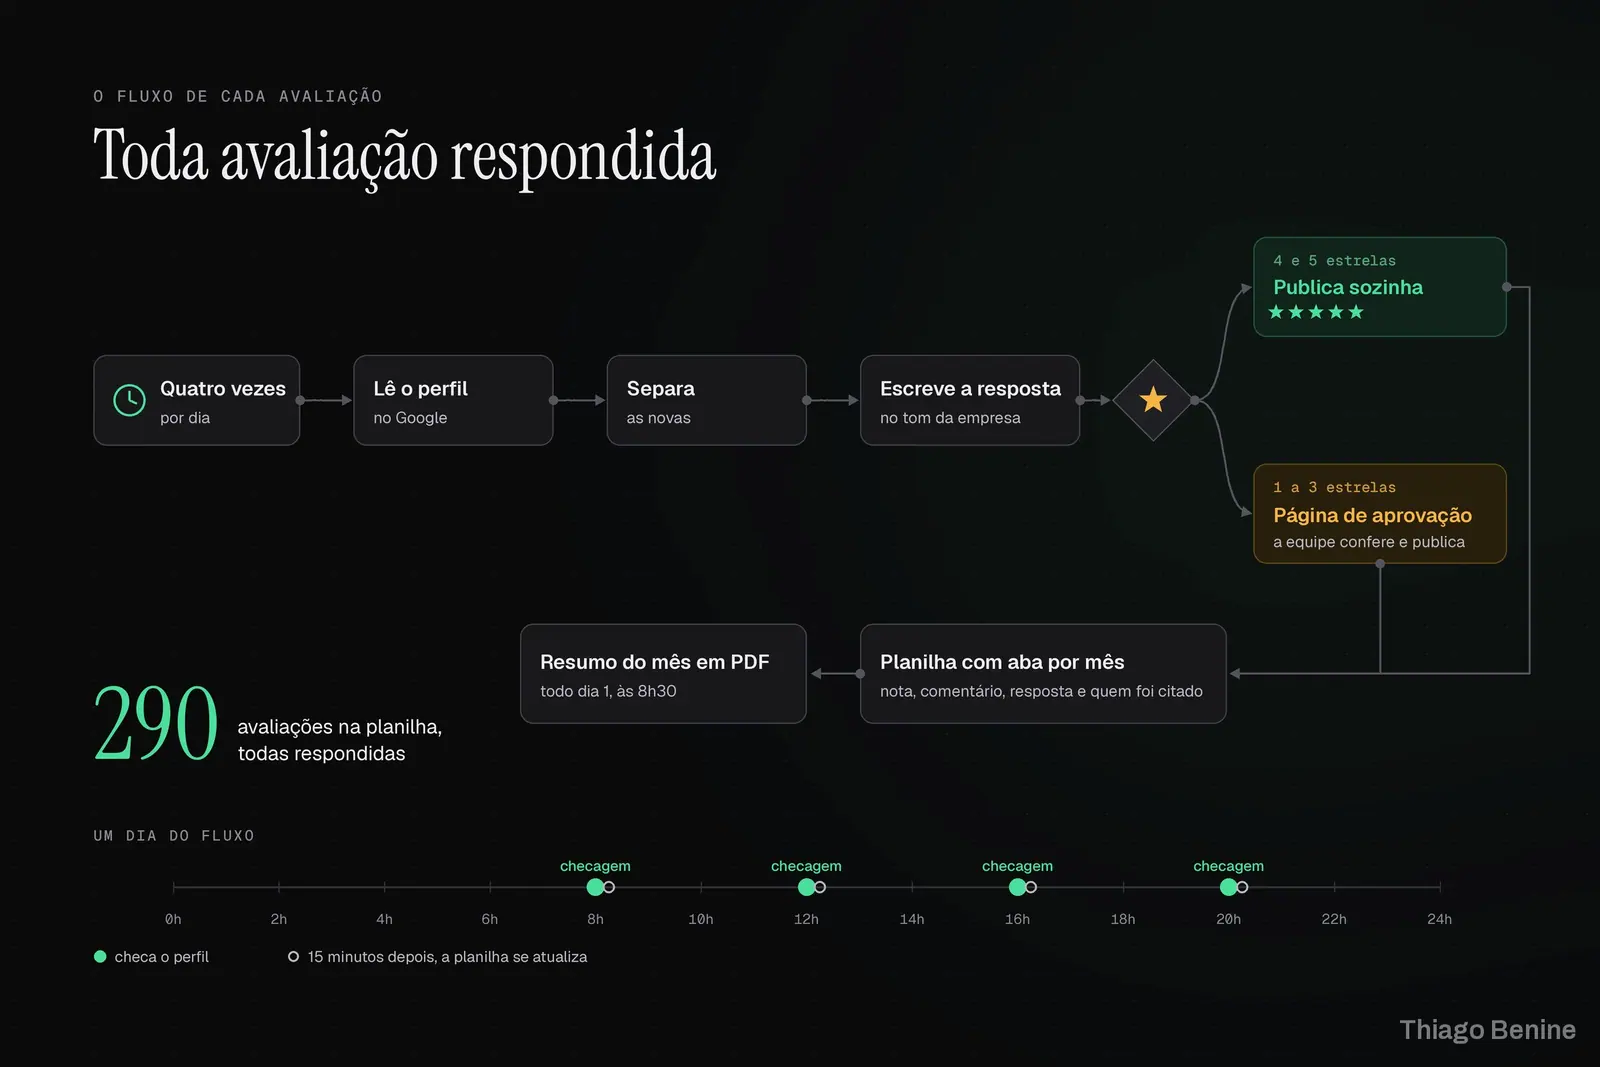 O FLUXO DE CADA AVALIAÇÃO
Toda avaliação respondida
Quatro vezes
por dia
Lê o perfil
no Google
Separa
as novas
Escreve a resposta
no tom da empresa
4 e 5 estrelas
Publica sozinha
1 a 3 estrelas
Página de aprovação
a equipe confere e publica
Planilha com aba por mês
nota, comentário, resposta e quem foi citado
Resumo do mês em PDF
todo dia 1, às 8h30
290
avaliações na planilha,
todas respondidas
UM DIA DO FLUXO
checagem checagem checagem checagem
0h 2h 4h 6h 8h 10h 12h 14h 16h 18h 20h 22h 24h
checa o perfil
15 minutos depois, a planilha se atualiza
Thiago Benine